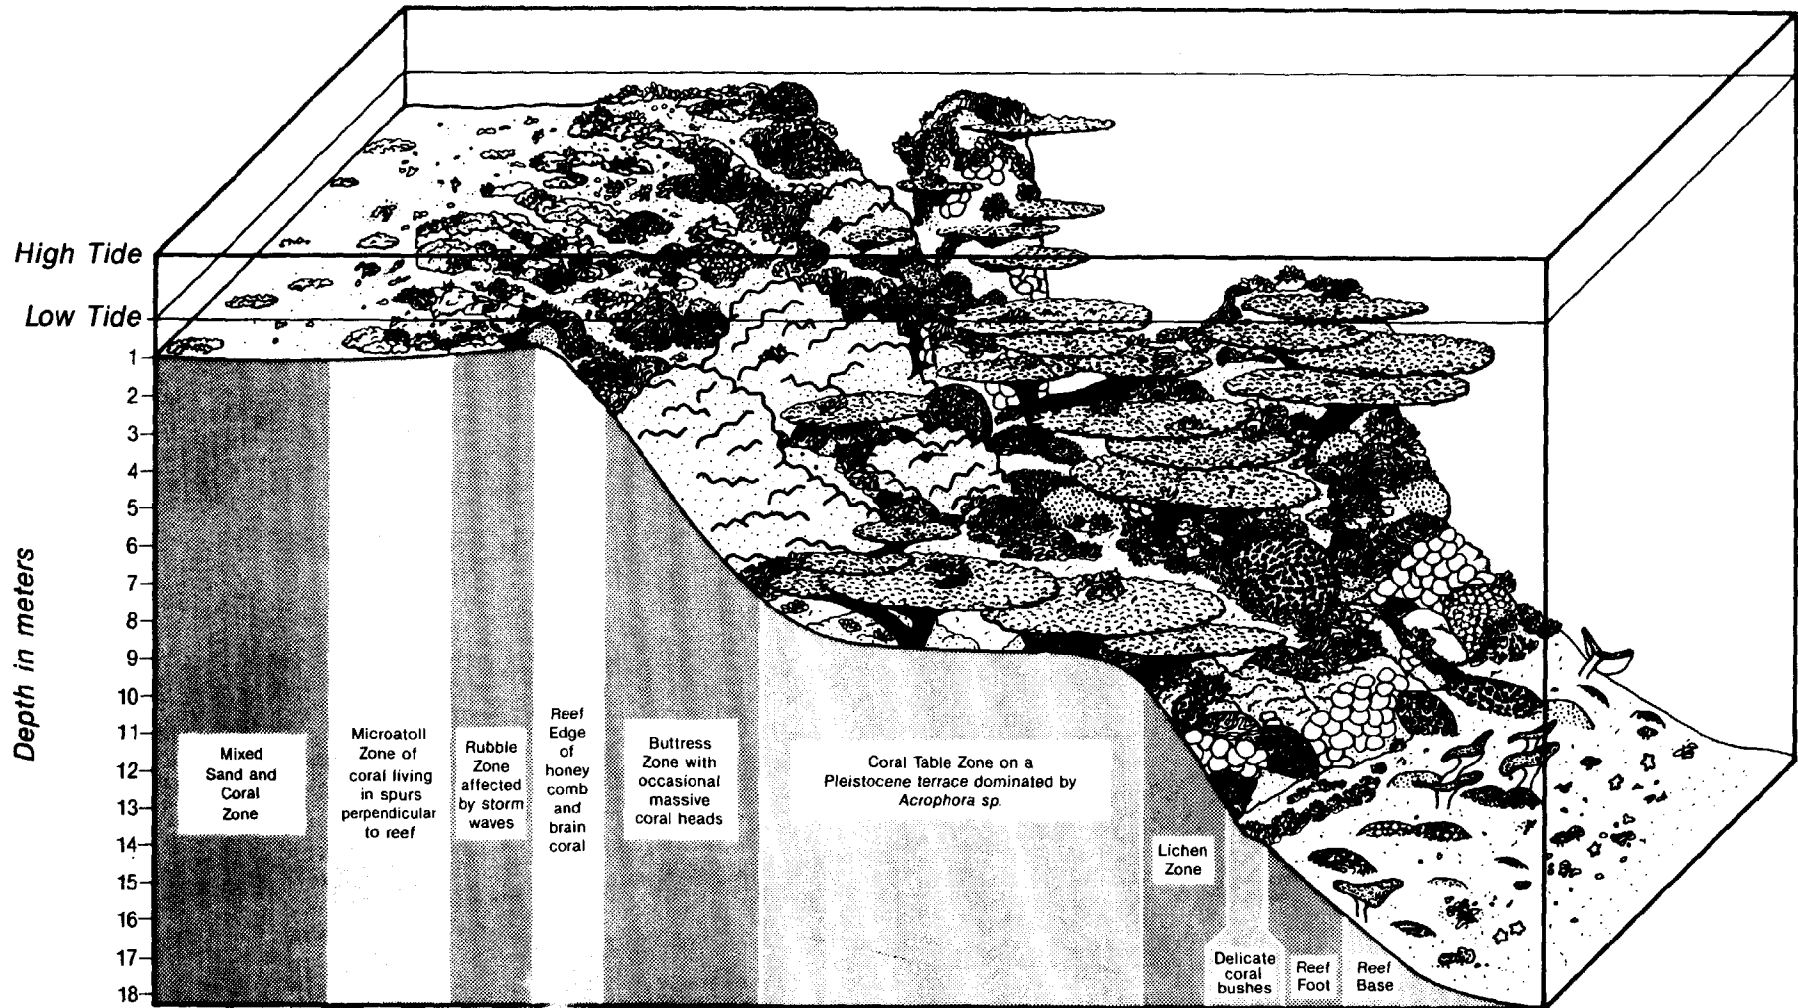 High Tide
Low Tide
Depth in meters
1
2
3
4
5
6
7
8
9
10
11
12
13
14
15
16
17
18
Mixed
Sand and
Coral
Zone
Microatoll
Zone of
coral living
in spurs
perpendicular
to reef
Rubble
Zone
affected
by storm
waves
Reef
Edge
of
honey
comb
and
brain
coral
Buttress
Zone with
occasional
massive
coral heads
Coral Table Zone on a
Pleistocene terrace dominated by
Acrophora sp.
Lichen
Zone
Delicate
coral
bushes
Reef
Foot
Reef
Base